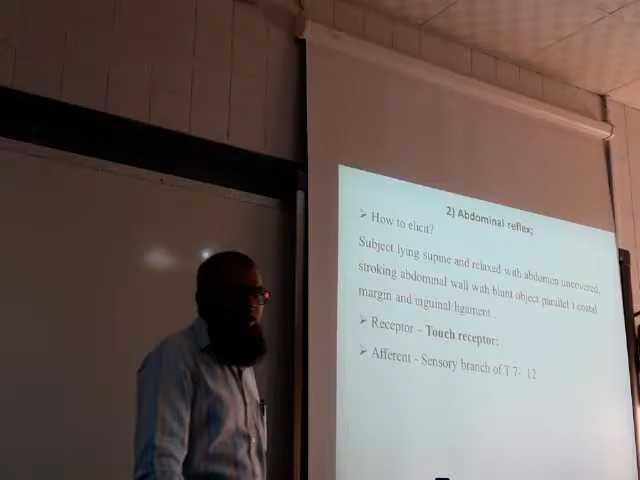 2) Abdominal reflex;
➢ How to elicit?
Subject lying supine and relaxed with abdomen uncovered,
stroking abdominal wall with blunt object parallel t costal
margin and inguinal ligament .
➢ Receptor – Touch receptor;
➢ Afferent - Sensory branch of T 7- 12